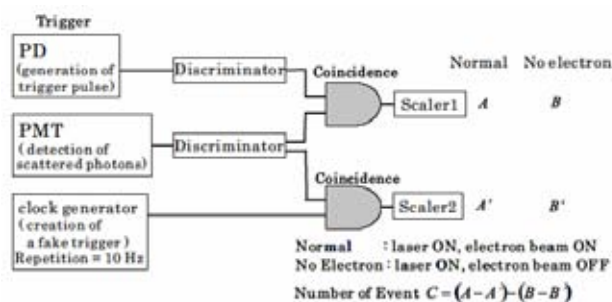 Trigger
PD
(generation of
trigger pulse)
Discriminator
Coincidence
Normal No electron
Scaler1 A B
PMT
(detection of
scattered photons)
Discriminator
Coincidence
clock generator
(creation of
a fake trigger)
Repetition = 10 Hz
Scaler2 A' B'
Normal : laser ON, electron beam ON
No Electron : laser ON, electron beam OFF
Number of Event C = (A−A')−(B−B')